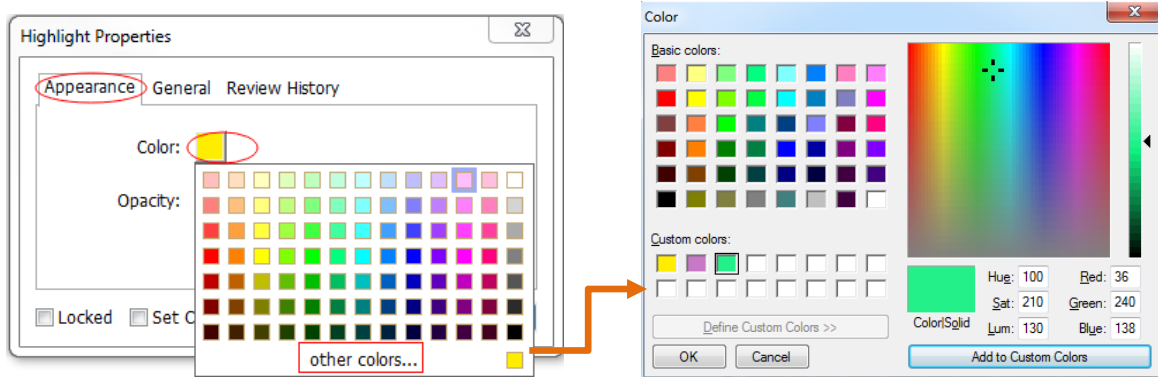 Highlight Properties
Appearance General Review History
Color:
Opacity:
Locked Set
other colors...
Color
Basic colors:
Custom colors:
Define Custom Colors >>
OK Cancel
Color|Solid
Hue: 100 Red: 36
Sat: 210 Green: 240
Lum: 130 Blue: 138
Add to Custom Colors